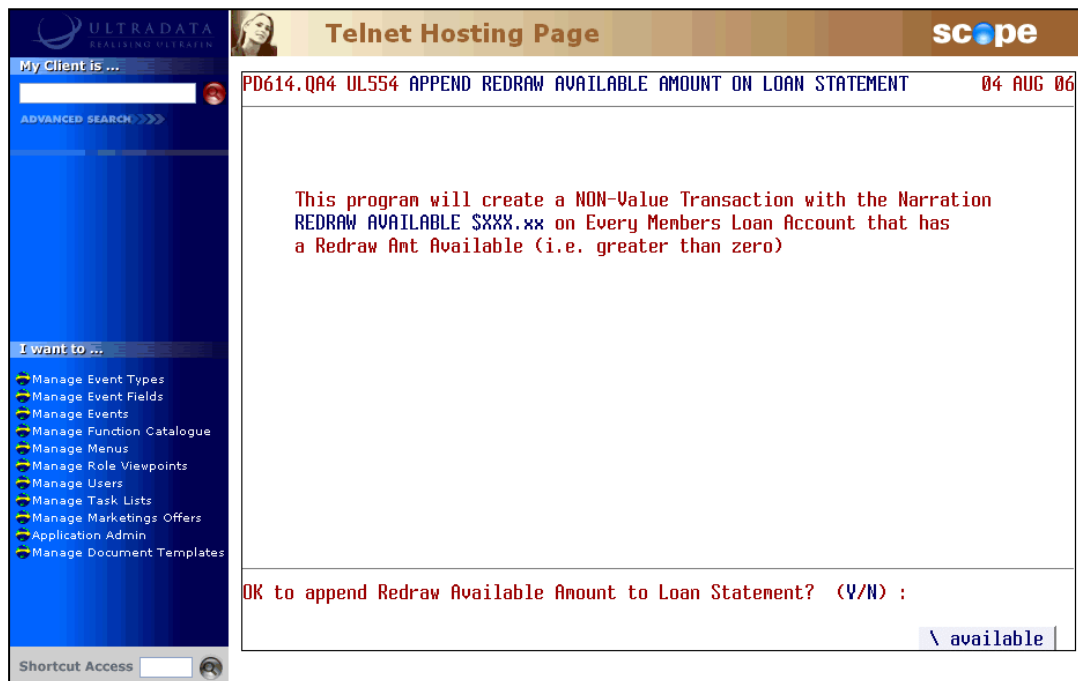 ULTRADATA
REALISING ULTRAFIN
Telnet Hosting Page
scope
My Client is ...
ADVANCED SEARCH
PD614.QA4 UL554 APPEND REDRAW AVAILABLE AMOUNT ON LOAN STATEMENT 04 AUG 06
This program will create a NON-Value Transaction with the Narration
REDRAW AVAILABLE $XXX.xx on Every Members Loan Account that has
a Redraw Amt Available (i.e. greater than zero)
I want to ...
Manage Event Types
Manage Event Fields
Manage Events
Manage Function Catalogue
Manage Menus
Manage Role Viewpoints
Manage Users
Manage Task Lists
Manage Marketings Offers
Application Admin
Manage Document Templates
OK to append Redraw Available Amount to Loan Statement? (Y/N) :
\ available
Shortcut Access